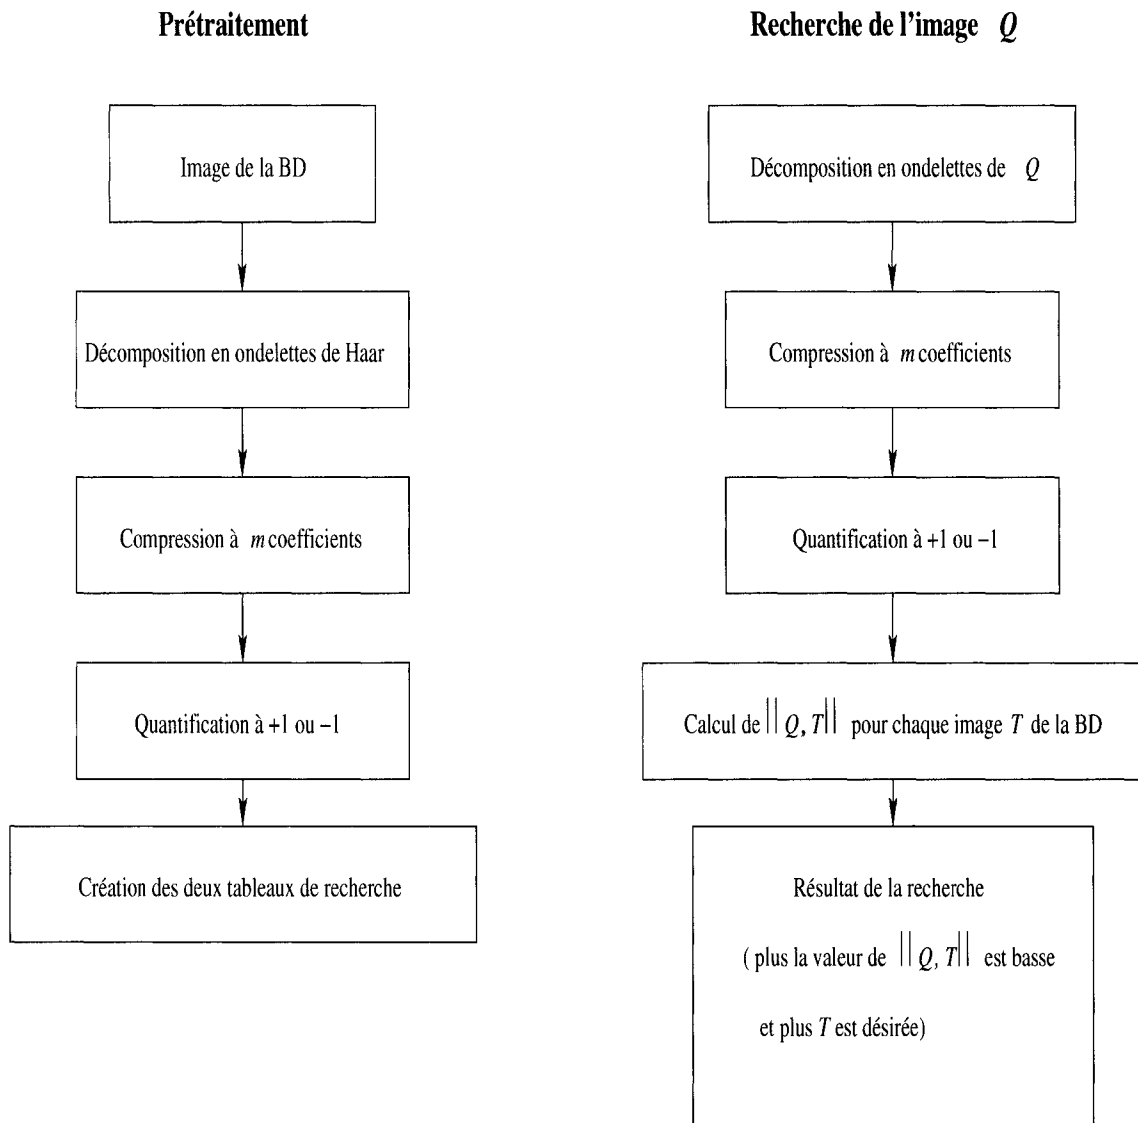 Prétraitement
Image de la BD
Décomposition en ondelettes de Haar
Compression à m coefficients
Quantification à +1 ou −1
Création des deux tableaux de recherche
Recherche de l'image Q
Décomposition en ondelettes de Q
Compression à m coefficients
Quantification à +1 ou −1
Calcul de || Q, T || pour chaque image T de la BD
Résultat de la recherche
( plus la valeur de || Q, T || est basse
et plus T est désirée)